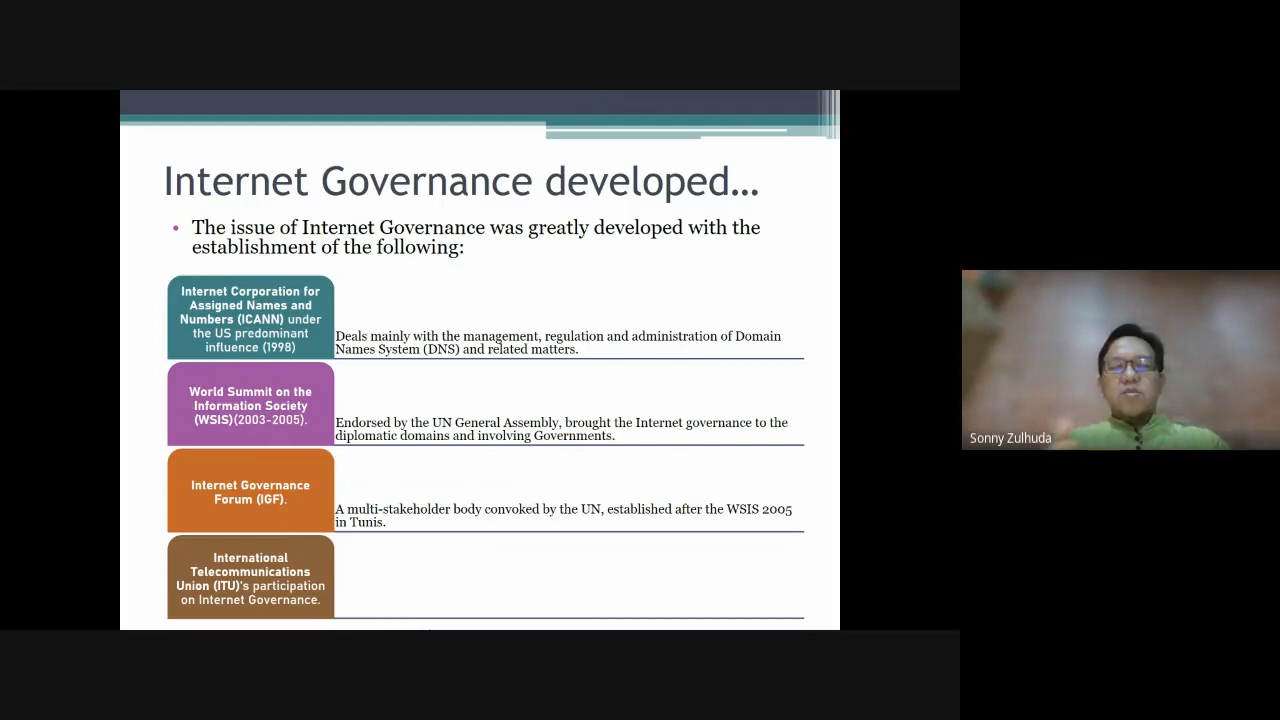 Internet Governance developed…
• The issue of Internet Governance was greatly developed with the
establishment of the following:
Internet Corporation for
Assigned Names and
Numbers (ICANN) under
the US predominant
influence (1998)
Deals mainly with the management, regulation and administration of Domain
Names System (DNS) and related matters.
World Summit on the
Information Society
(WSIS)(2003-2005).
Endorsed by the UN General Assembly, brought the Internet governance to the
diplomatic domains and involving Governments.
Internet Governance
Forum (IGF).
A multi-stakeholder body convoked by the UN, established after the WSIS 2005
in Tunis.
International
Telecommunications
Union (ITU)'s participation
on Internet Governance.
Sonny Zulhuda